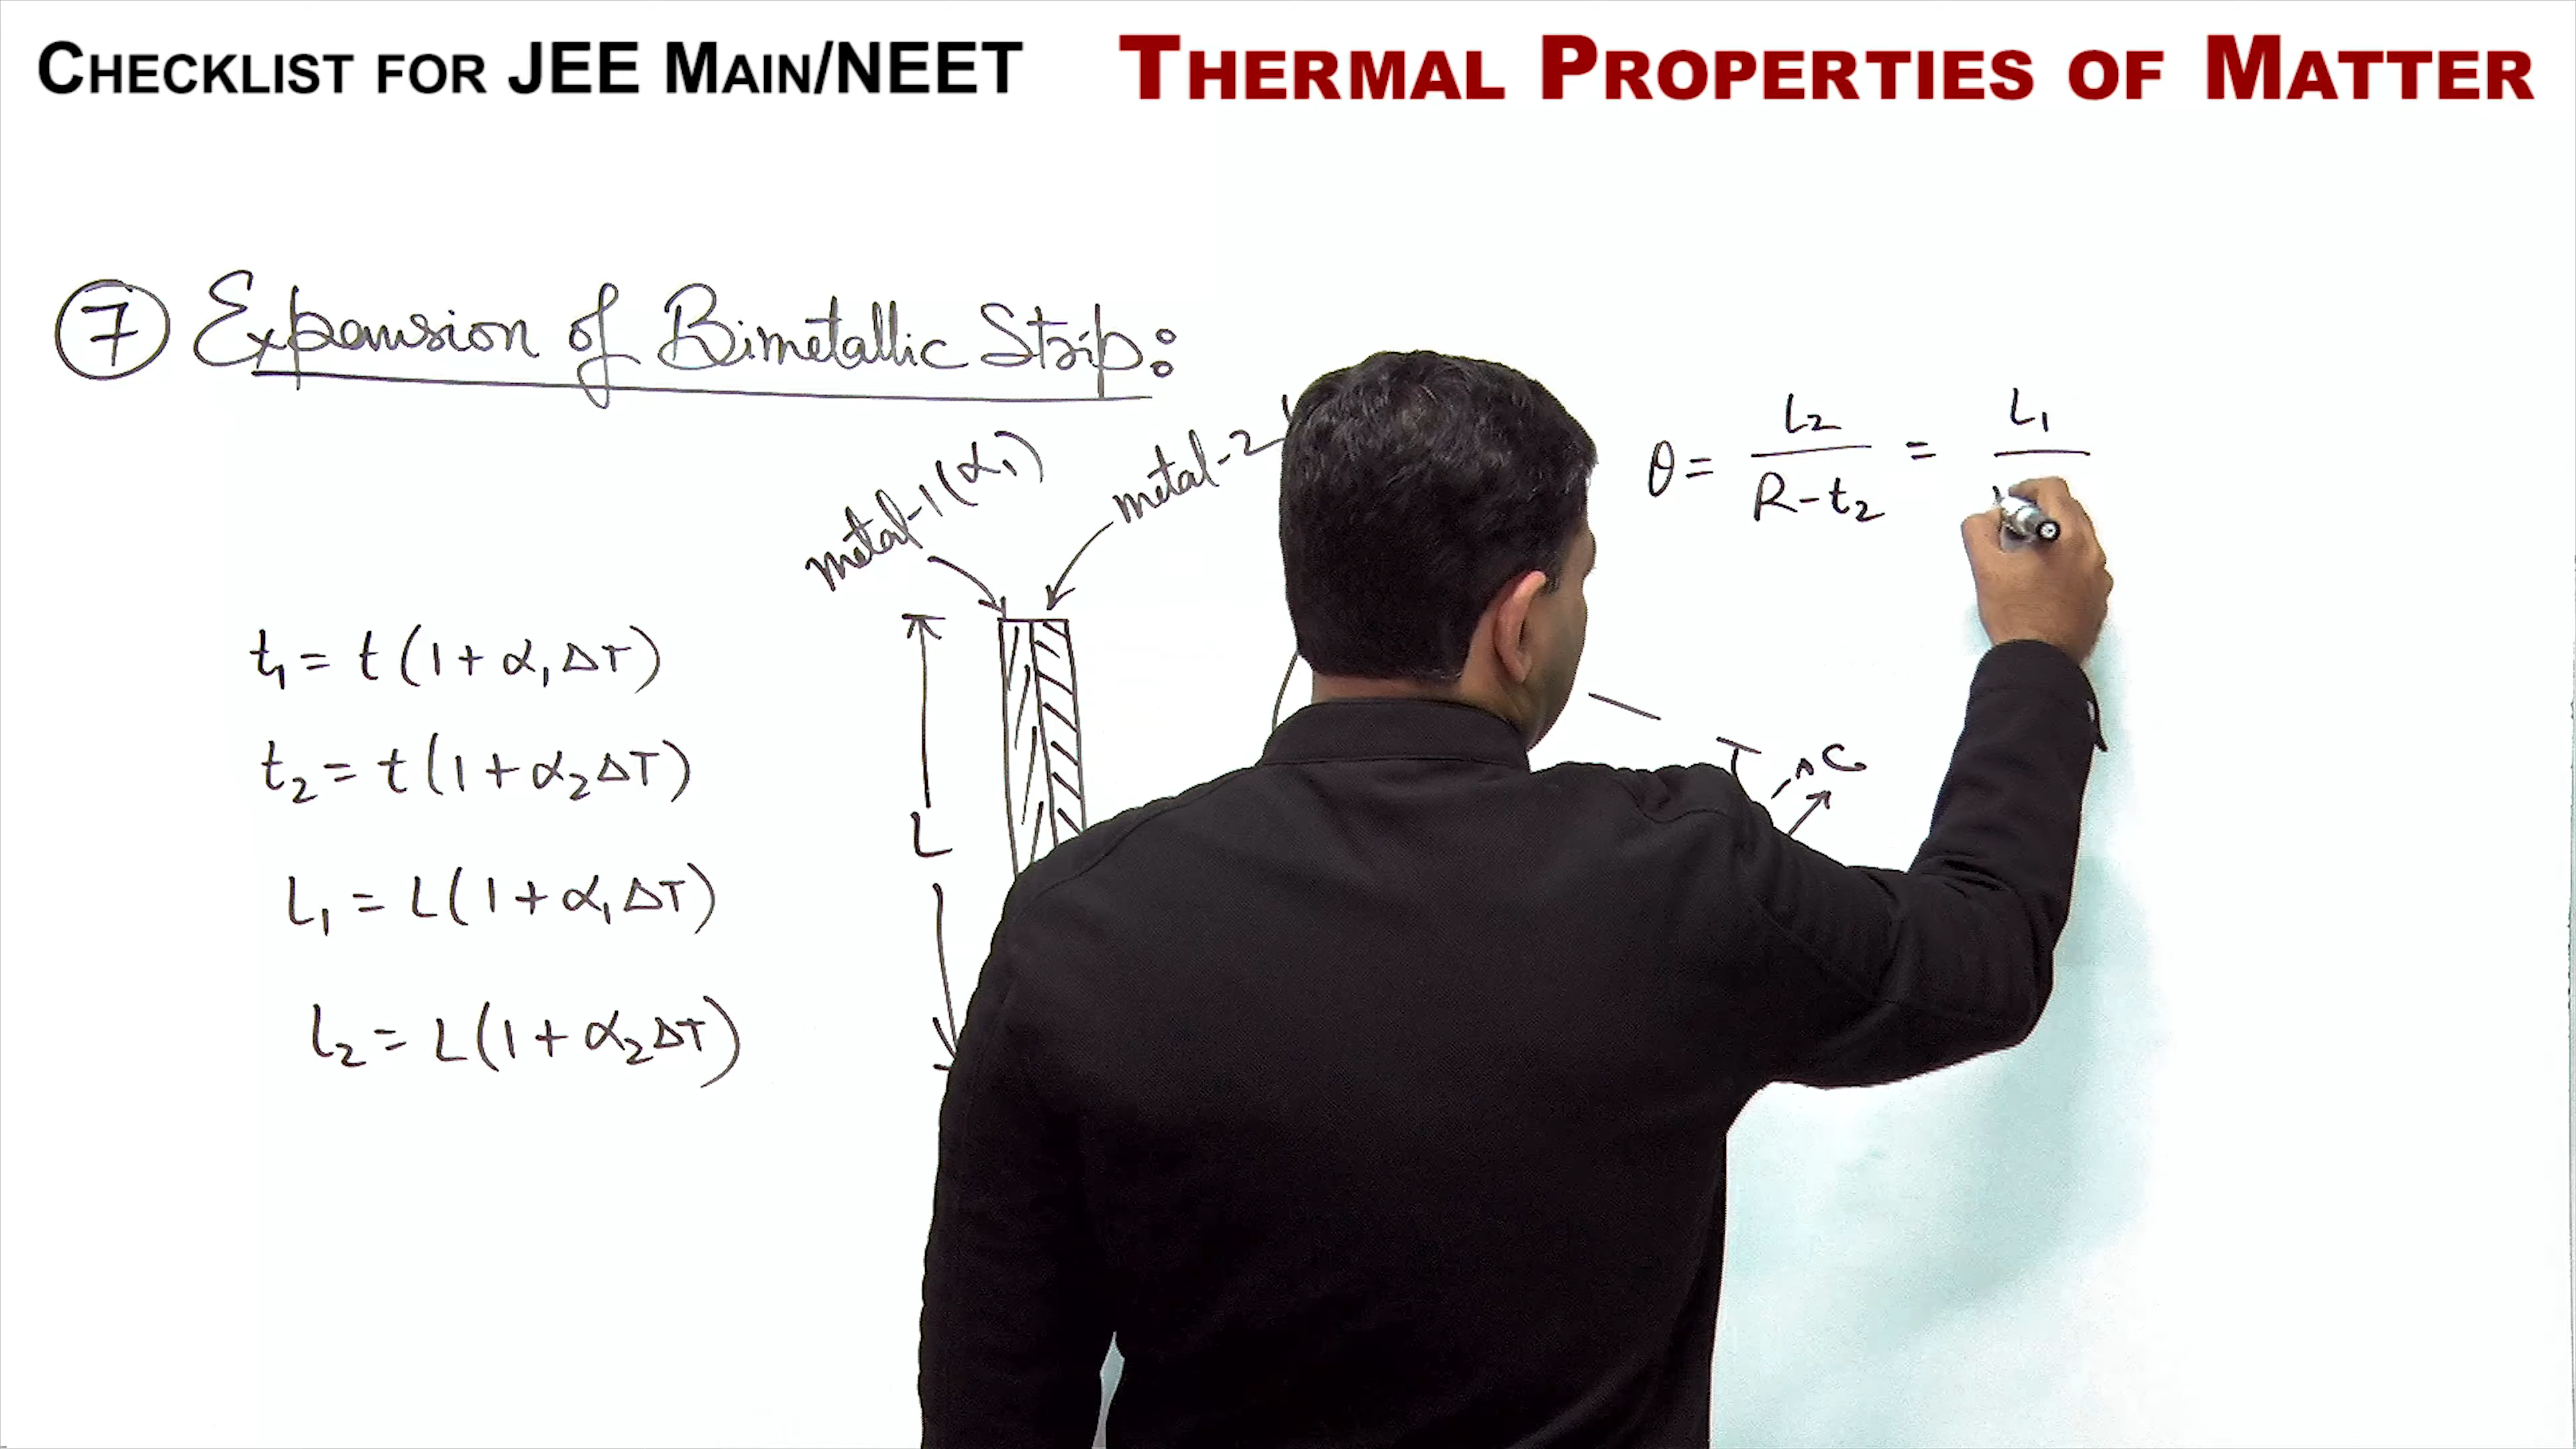 CHECKLIST FOR JEE MAIN/NEET THERMAL PROPERTIES OF MATTER
⑦ Expansion of Bimetallic Strip:
metal-1(α₁)
metal-2
θ = L₂/(R-t₂) = L₁/
t₁ = t(1+α₁ΔT)
t₂ = t(1+α₂ΔT)
L
C
L₁ = L(1+α₁ΔT)
L₂ = L(1+α₂ΔT)